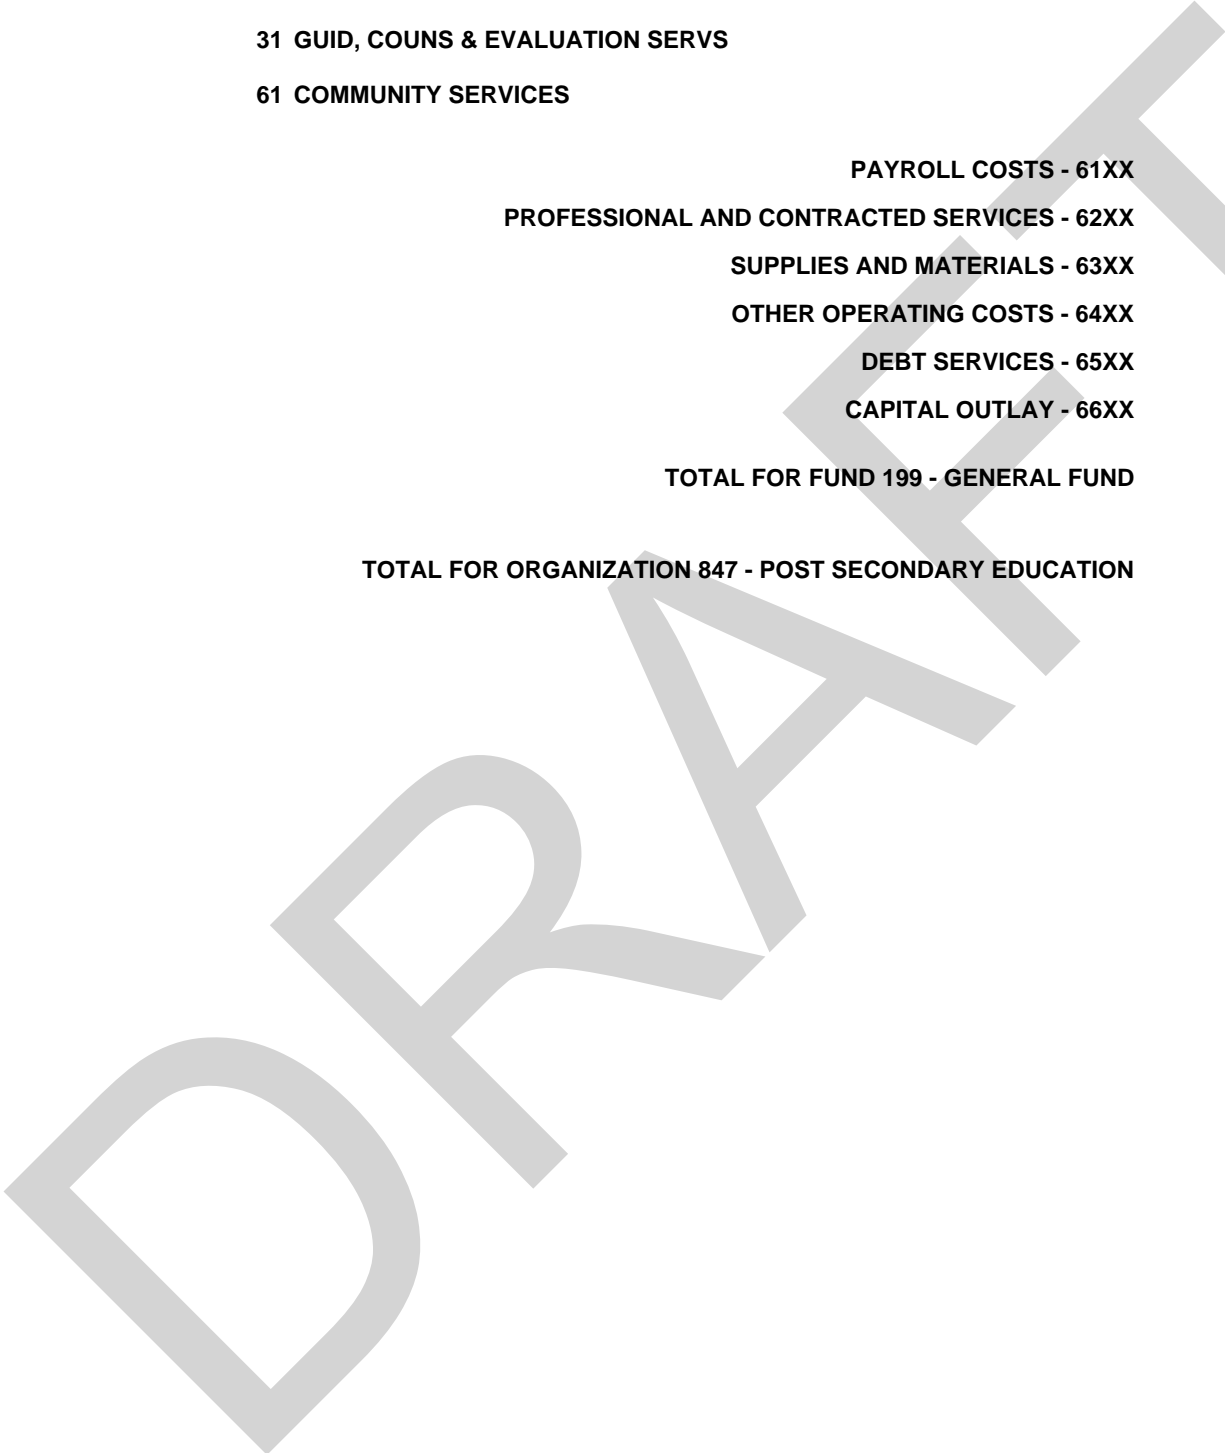 31 GUID, COUNS & EVALUATION SERVS
61 COMMUNITY SERVICES
PAYROLL COSTS - 61XX
PROFESSIONAL AND CONTRACTED SERVICES - 62XX
SUPPLIES AND MATERIALS - 63XX
OTHER OPERATING COSTS - 64XX
DEBT SERVICES - 65XX
CAPITAL OUTLAY - 66XX
TOTAL FOR FUND 199 - GENERAL FUND
TOTAL FOR ORGANIZATION 847 - POST SECONDARY EDUCATION
DRAFT